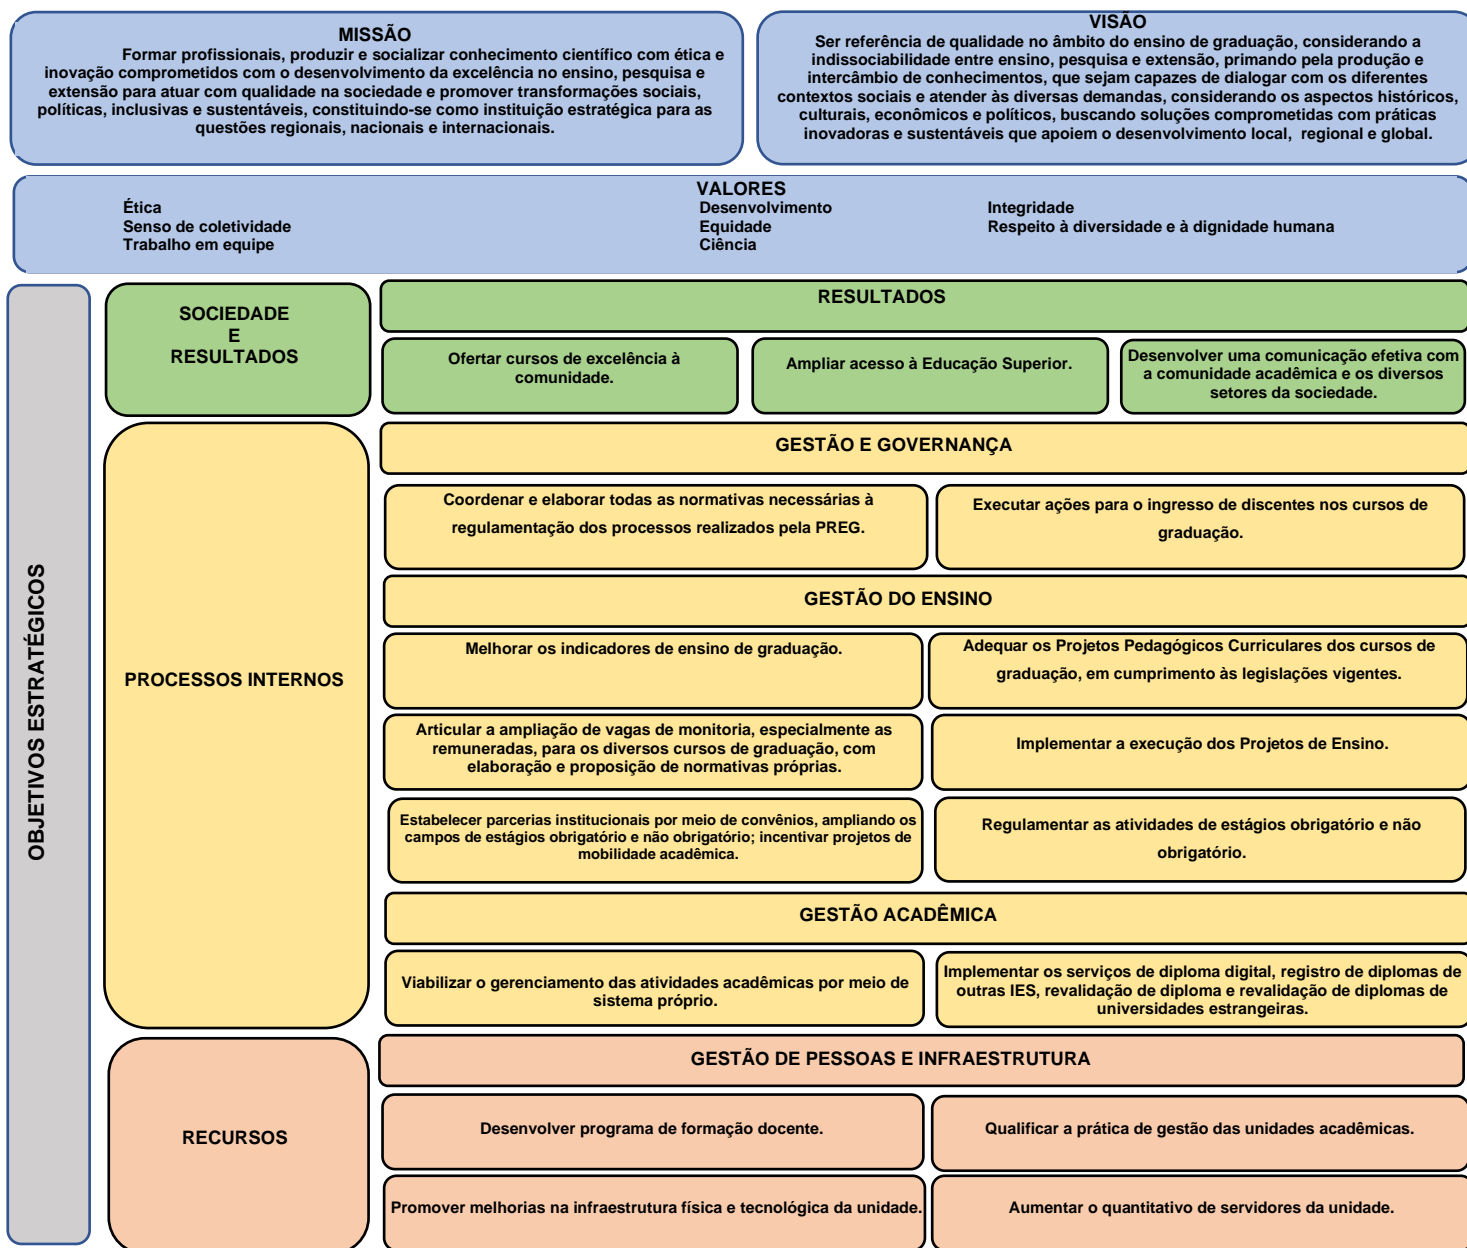 MISSÃO
Formar profissionais, produzir e socializar conhecimento científico com ética e
inovação comprometidos com o desenvolvimento da excelência no ensino, pesquisa e
extensão para atuar com qualidade na sociedade e promover transformações sociais,
políticas, inclusivas e sustentáveis, constituindo-se como instituição estratégica para as
questões regionais, nacionais e internacionais.
VISÃO
Ser referência de qualidade no âmbito do ensino de graduação, considerando a
indissociabilidade entre ensino, pesquisa e extensão, primando pela produção e
intercâmbio de conhecimentos, que sejam capazes de dialogar com os diferentes
contextos sociais e atender às diversas demandas, considerando os aspectos históricos,
culturais, econômicos e políticos, buscando soluções comprometidas com práticas
inovadoras e sustentáveis que apoiem o desenvolvimento local, regional e global.
VALORES
Ética
Senso de coletividade
Trabalho em equipe
Desenvolvimento
Equidade
Ciência
Integridade
Respeito à diversidade e à dignidade humana
OBJETIVOS ESTRATÉGICOS
SOCIEDADE
E
RESULTADOS
RESULTADOS
Ofertar cursos de excelência à
comunidade.
Ampliar acesso à Educação Superior.
Desenvolver uma comunicação efetiva com
a comunidade acadêmica e os diversos
setores da sociedade.
PROCESSOS INTERNOS
GESTÃO E GOVERNANÇA
Coordenar e elaborar todas as normativas necessárias à
regulamentação dos processos realizados pela PREG.
Executar ações para o ingresso de discentes nos cursos de
graduação.
GESTÃO DO ENSINO
Melhorar os indicadores de ensino de graduação.
Adequar os Projetos Pedagógicos Curriculares dos cursos de
graduação, em cumprimento às legislações vigentes.
Articular a ampliação de vagas de monitoria, especialmente as
remuneradas, para os diversos cursos de graduação, com
elaboração e proposição de normativas próprias.
Implementar a execução dos Projetos de Ensino.
Estabelecer parcerias institucionais por meio de convênios, ampliando os
campos de estágios obrigatório e não obrigatório; incentivar projetos de
mobilidade acadêmica.
Regulamentar as atividades de estágios obrigatório e não
obrigatório.
GESTÃO ACADÊMICA
Viabilizar o gerenciamento das atividades acadêmicas por meio de
sistema próprio.
Implementar os serviços de diploma digital, registro de diplomas de
outras IES, revalidação de diploma e revalidação de diplomas de
universidades estrangeiras.
RECURSOS
GESTÃO DE PESSOAS E INFRAESTRUTURA
Desenvolver programa de formação docente.
Qualificar a prática de gestão das unidades acadêmicas.
Promover melhorias na infraestrutura física e tecnológica da unidade.
Aumentar o quantitativo de servidores da unidade.